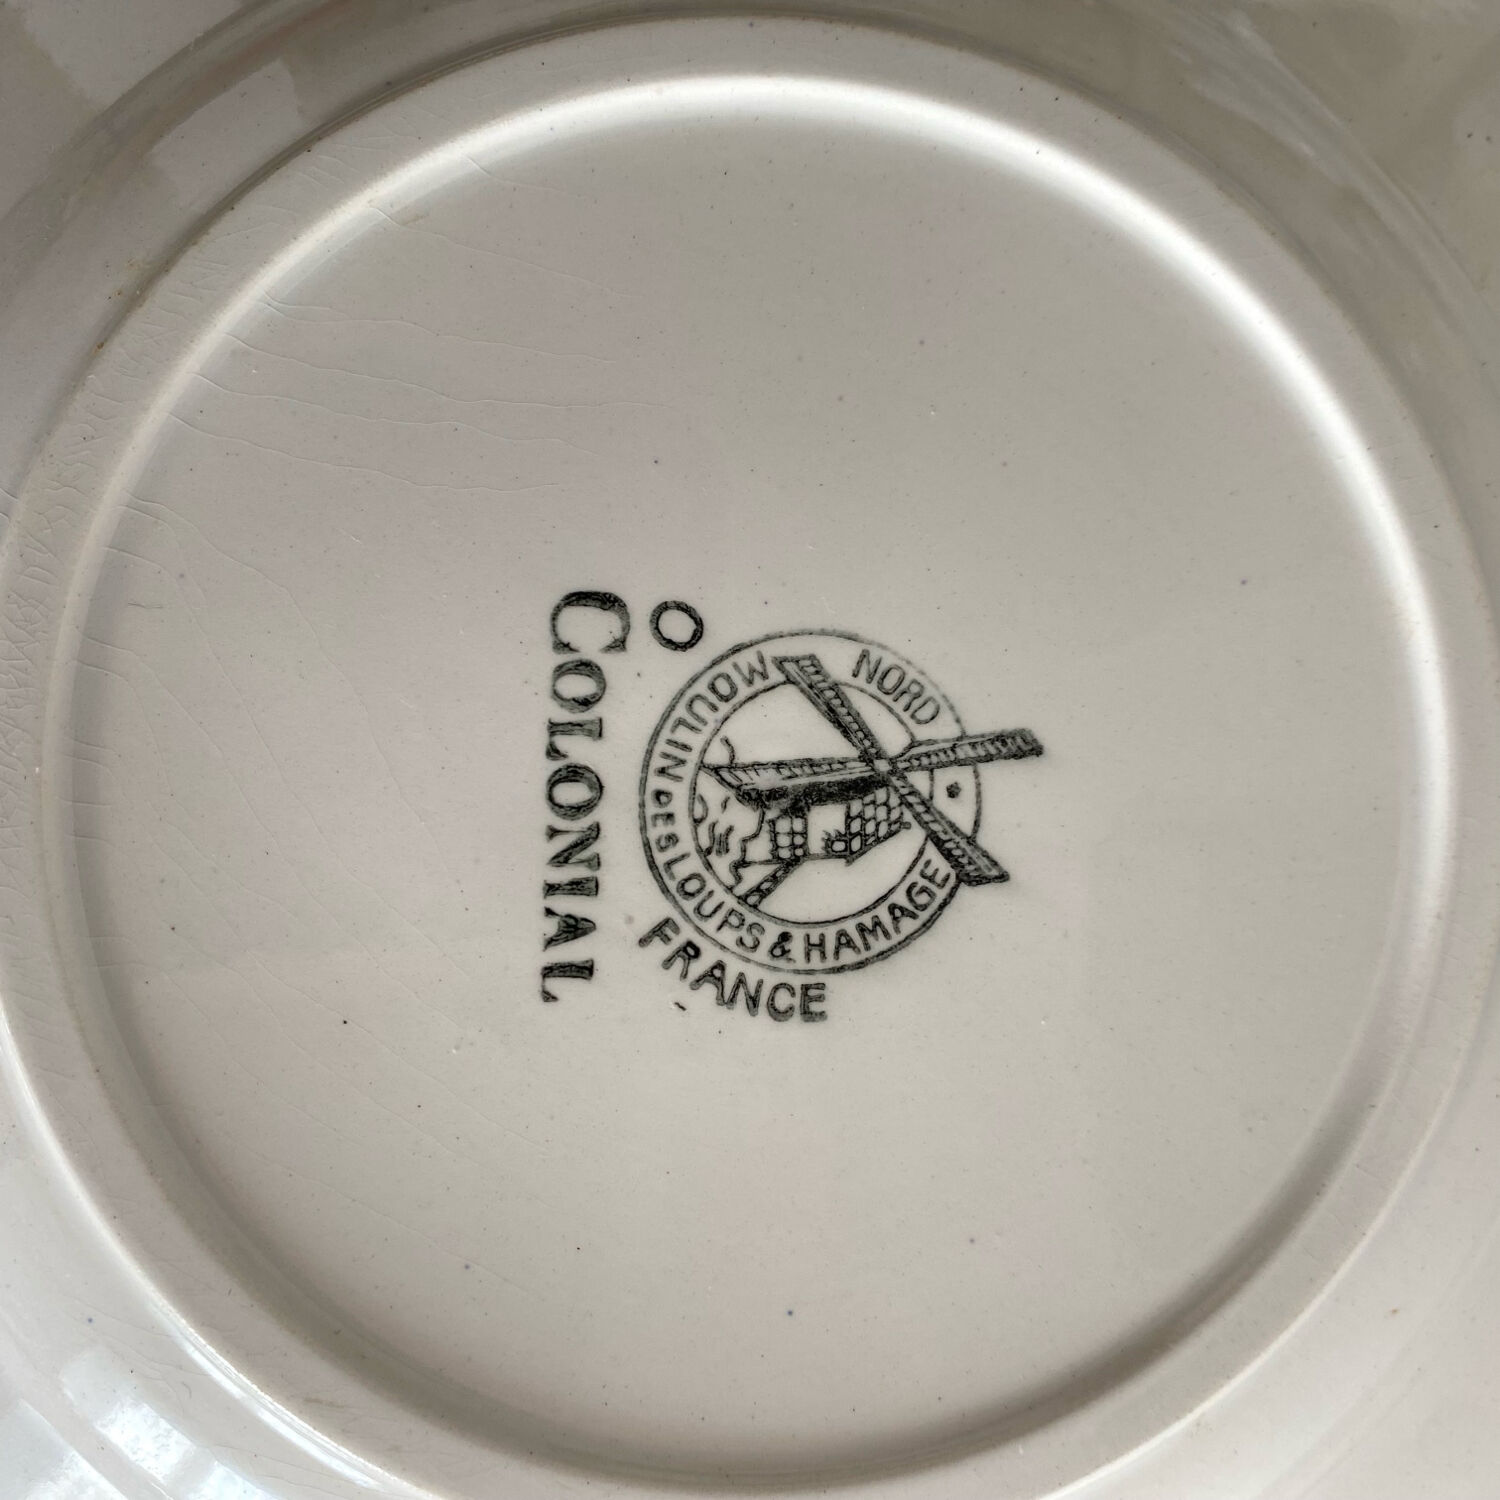 NORD
MOULIN DES LOUPS & HAMAGE
FRANCE
O
COLONIAL